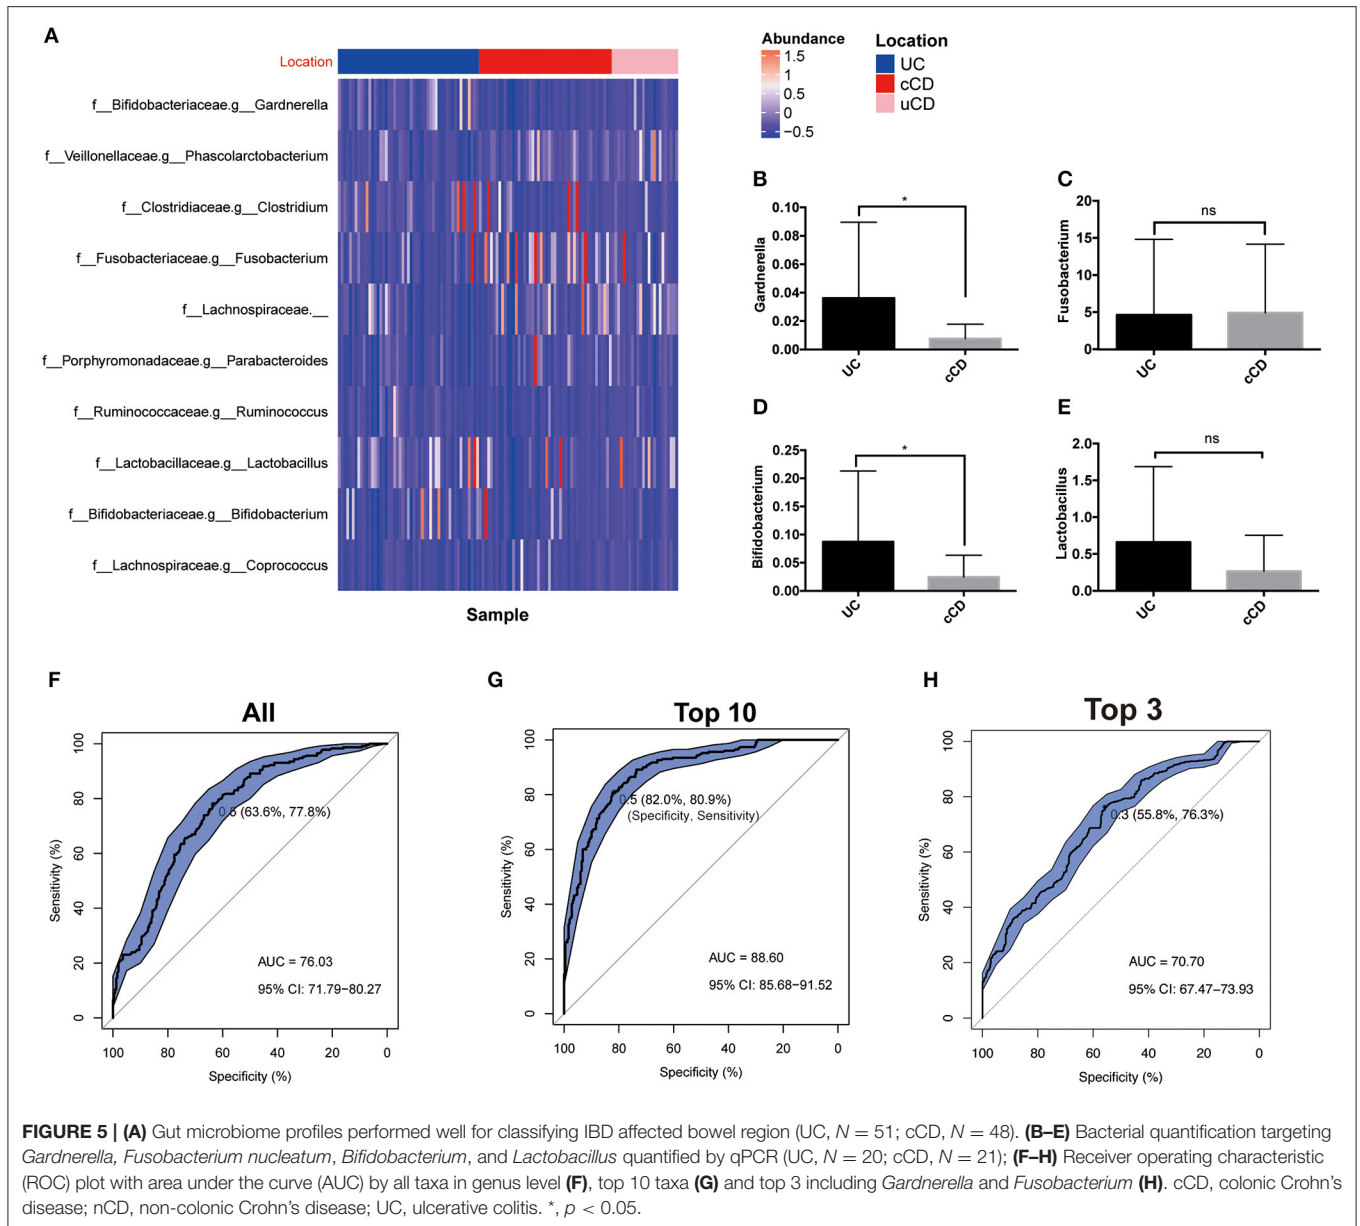 A
Location
f__Bifidobacteriaceae.g__Gardnerella
f__Veillonellaceae.g__Phascolarctobacterium
f__Clostridiaceae.g__Clostridium
f__Fusobacteriaceae.g__Fusobacterium
f__Lachnospiraceae.__
f__Porphyromonadaceae.g__Parabacteroides
f__Ruminococcaceae.g__Ruminococcus
f__Lactobacillaceae.g__Lactobacillus
f__Bifidobacteriaceae.g__Bifidobacterium
f__Lachnospiraceae.g__Coprococcus
Sample
Abundance
1.5
1
0.5
0
−0.5
Location
UC
cCD
uCD
B
Gardnerella
0.10
0.08
0.06
0.04
0.02
0.00
*
UC
cCD
C
Fusobacterium
20
15
10
5
0
ns
UC
cCD
D
Bifidobacterium
0.25
0.20
0.15
0.10
0.05
0.00
*
UC
cCD
E
Lactobacillus
2.0
1.5
1.0
0.5
0.0
ns
UC
cCD
F
All
Sensitivity (%)
100
80
60
40
20
0
0.6 (63.6%, 77.8%)
AUC = 76.03
95% CI: 71.79−80.27
100 80 60 40 20 0
Specificity (%)
G
Top 10
Sensitivity (%)
100
80
60
40
20
0
0.5 (82.0%, 80.9%)
(Specificity, Sensitivity)
AUC = 88.60
95% CI: 85.68−91.52
100 80 60 40 20 0
Specificity (%)
H
Top 3
Sensitivity (%)
100
80
60
40
20
0
0.3 (55.8%, 76.3%)
AUC = 70.70
95% CI: 67.47−73.93
100 80 60 40 20 0
Specificity (%)
FIGURE 5 | (A) Gut microbiome profiles performed well for classifying IBD affected bowel region (UC, N = 51; cCD, N = 48). (B–E) Bacterial quantification targeting
Gardnerella, Fusobacterium nucleatum, Bifidobacterium, and Lactobacillus quantified by qPCR (UC, N = 20; cCD, N = 21); (F–H) Receiver operating characteristic
(ROC) plot with area under the curve (AUC) by all taxa in genus level (F), top 10 taxa (G) and top 3 including Gardnerella and Fusobacterium (H). cCD, colonic Crohn's
disease; nCD, non-colonic Crohn's disease; UC, ulcerative colitis. *, p < 0.05.